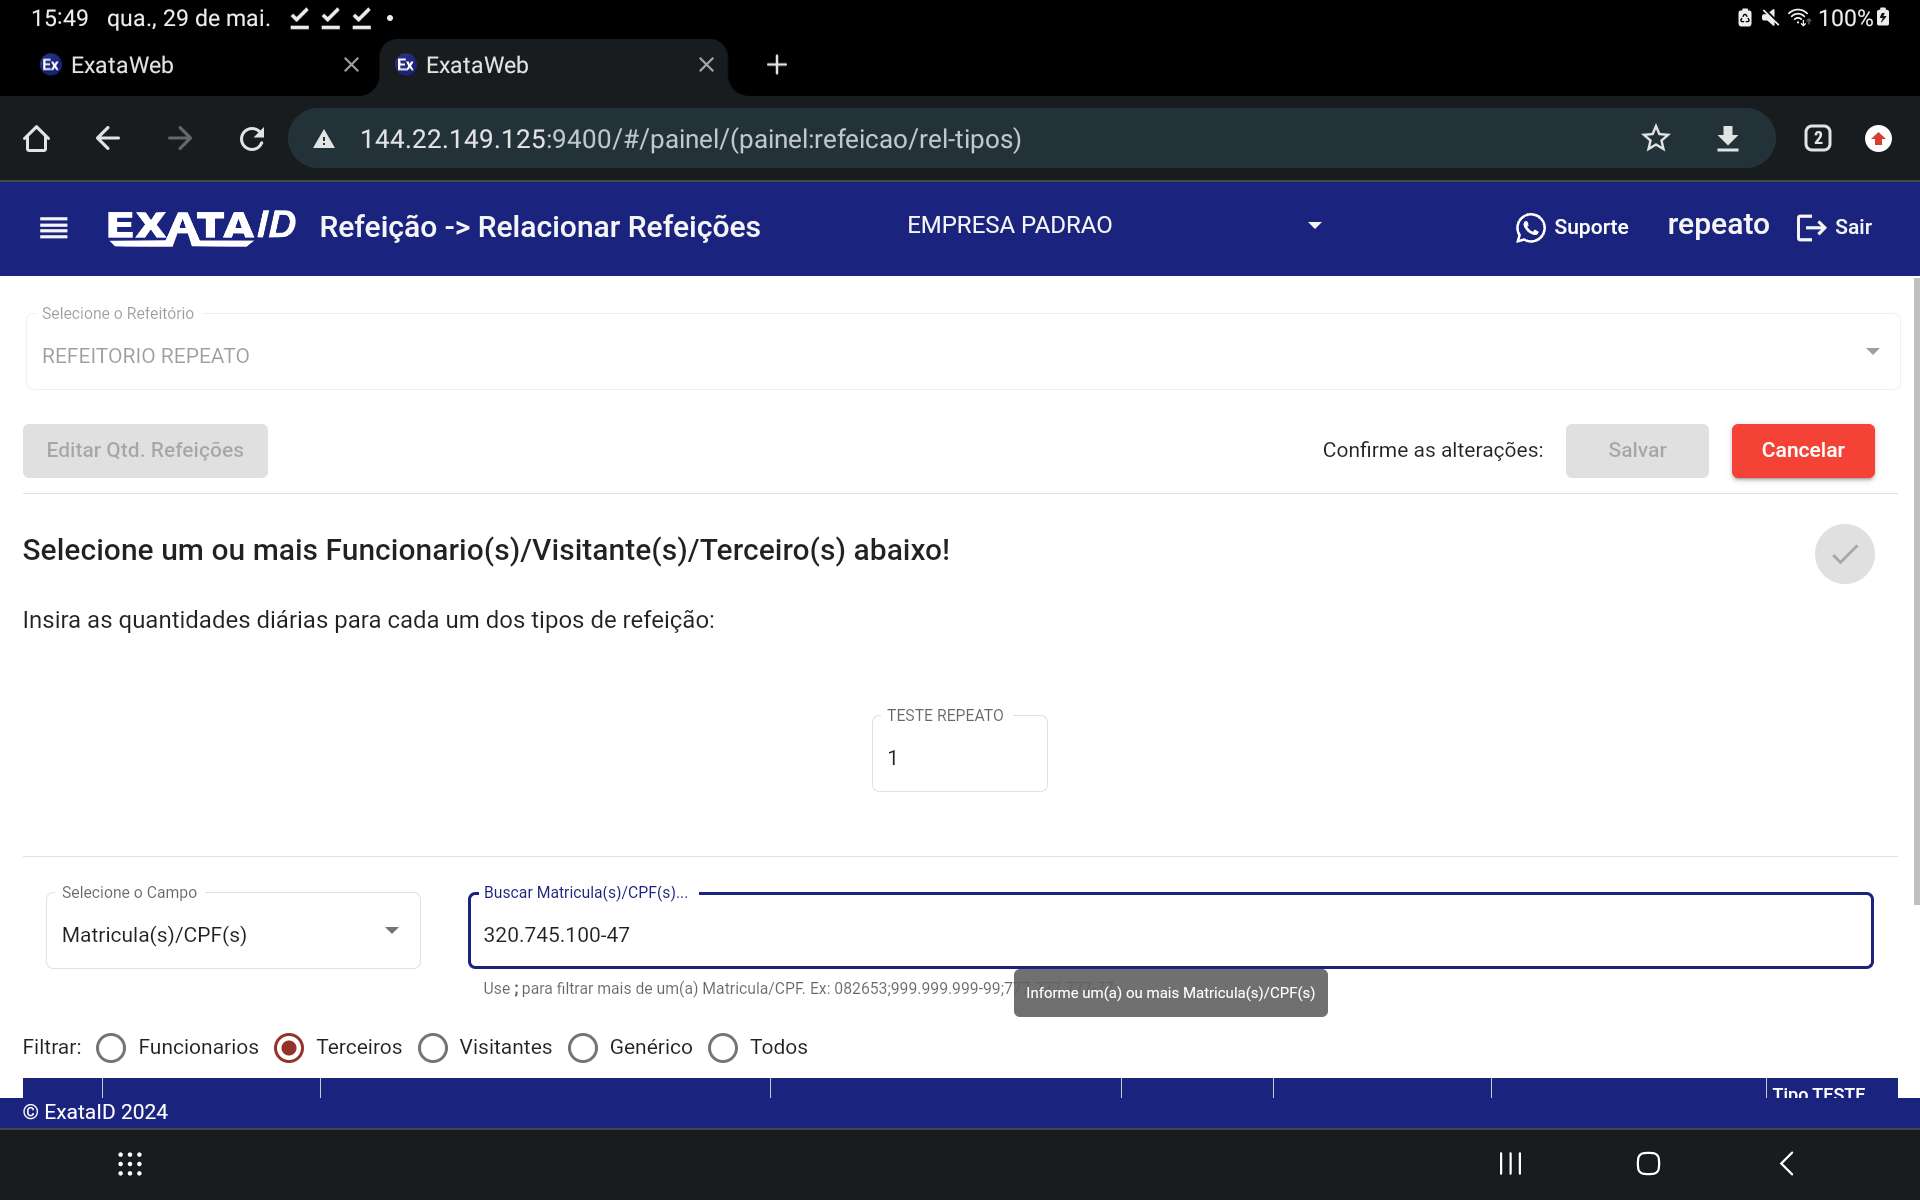 15:49 qua., 29 de mai. 100%
Ex ExataWeb Ex ExataWeb
144.22.149.125:9400/#/painel/(painel:refeicao/rel-tipos) 2
EXATAID Refeição -> Relacionar Refeições EMPRESA PADRAO Suporte repeato Sair
Selecione o Refeitório
REFEITORIO REPEATO
Editar Qtd. Refeições Confirme as alterações: Salvar Cancelar
Selecione um ou mais Funcionario(s)/Visitante(s)/Terceiro(s) abaixo!
Insira as quantidades diárias para cada um dos tipos de refeição:
TESTE REPEATO
1
Selecione o Campo Buscar Matricula(s)/CPF(s)...
Matricula(s)/CPF(s) 320.745.100-47
Use ; para filtrar mais de um(a) Matricula/CPF. Ex: 082653;999.999.999-99;7
Informe um(a) ou mais Matricula(s)/CPF(s)
Filtrar: Funcionarios Terceiros Visitantes Genérico Todos
Tipo TESTE
© ExataID 2024